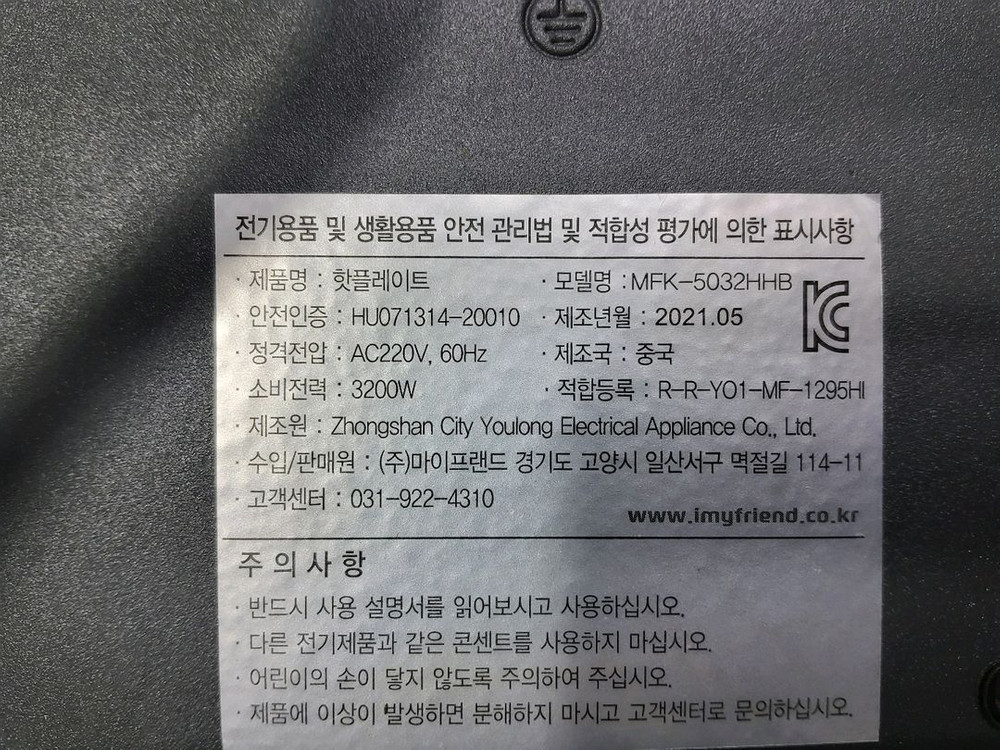 전기용품 및 생활용품 안전 관리법 및 적합성 평가에 의한 표시사항
· 제품명 : 핫플레이트 · 모델명 : MFK-5032HHB
· 안전인증 : HU071314-20010 · 제조년월 : 2021.05
· 정격전압 : AC220V, 60Hz · 제조국 : 중국
· 소비전력 : 3200W · 적합등록 : R-R-YO1-MF-1295HI
· 제조원 : Zhongshan City Youlong Electrical Appliance Co., Ltd.
· 수입/판매원 : (주)마이프랜드 경기도 고양시 일산서구 멱절길 114-11
· 고객센터 : 031-922-4310
www.imyfriend.co.kr
주 의 사 항
· 반드시 사용 설명서를 읽어보시고 사용하십시오.
· 다른 전기제품과 같은 콘센트를 사용하지 마십시오.
· 어린이의 손이 닿지 않도록 주의하여 주십시오.
· 제품에 이상이 발생하면 분해하지 마시고 고객센터로 문의하십시오.